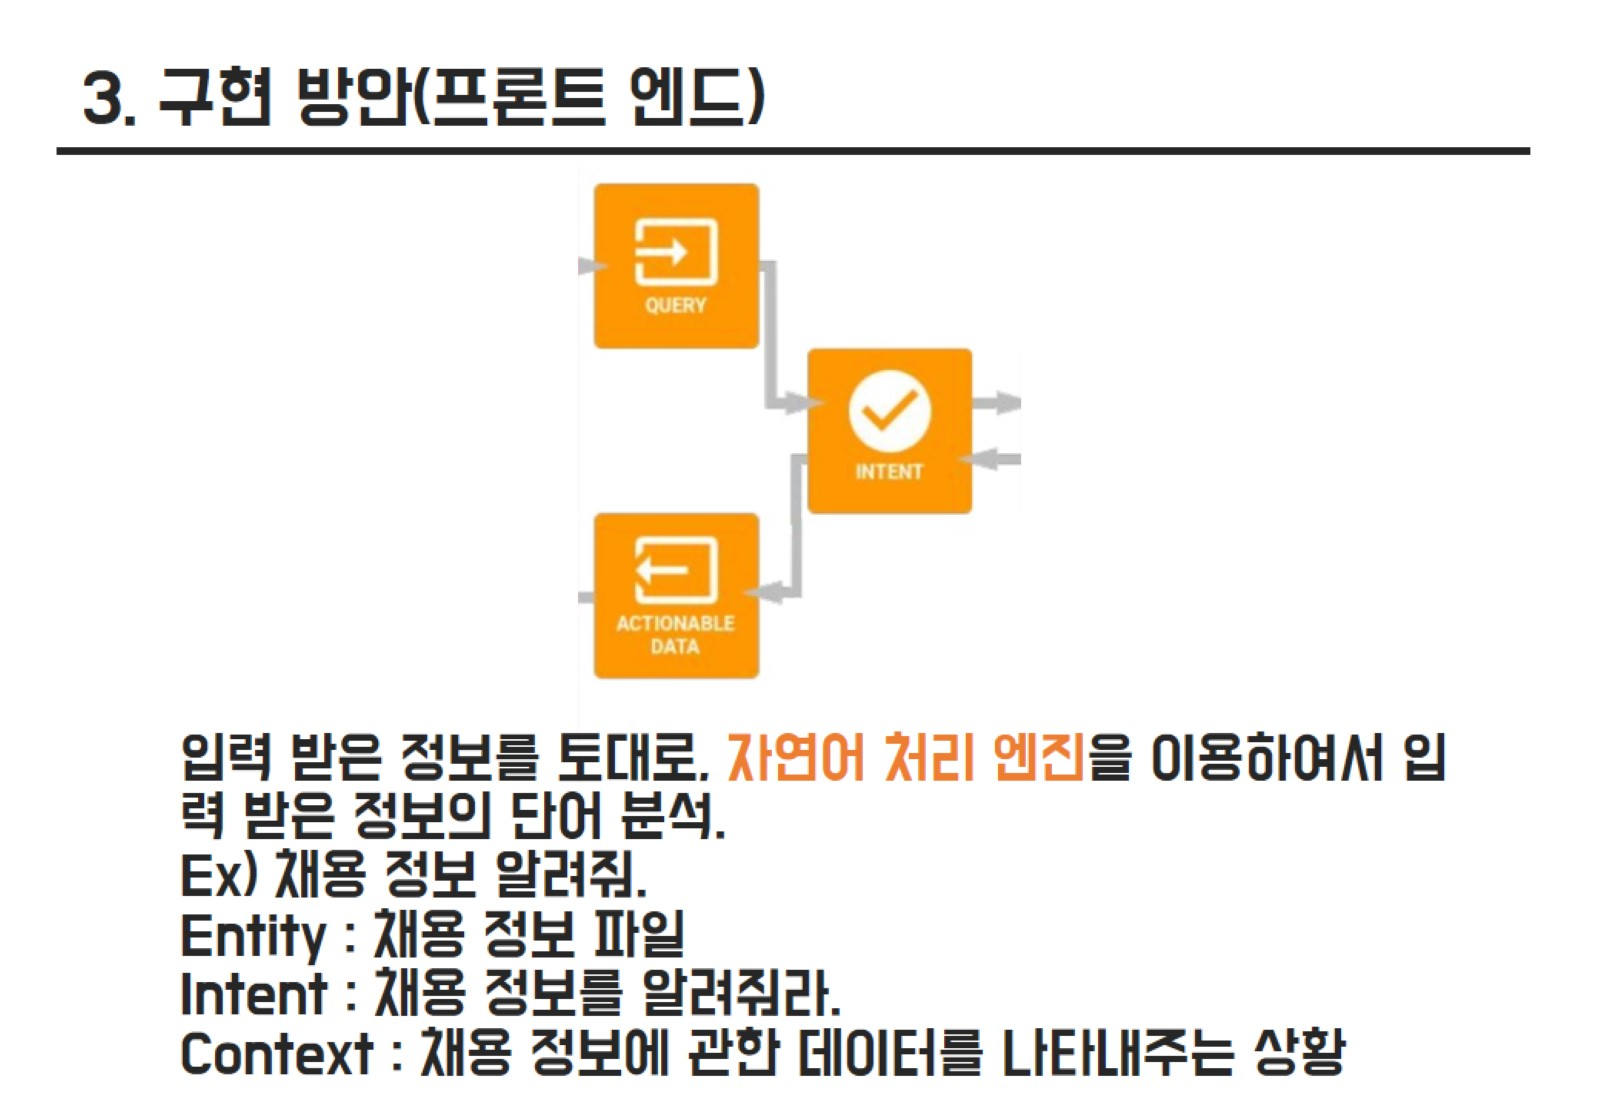 3. 구현 방안(프론트 엔드)
QUERY
INTENT
ACTIONABLE
DATA
입력 받은 정보를 토대로, 자연어 처리 엔진을 이용하여서 입
력 받은 정보의 단어 분석.
Ex) 채용 정보 알려줘.
Entity : 채용 정보 파일
Intent : 채용 정보를 알려줘라.
Context : 채용 정보에 관한 데이터를 나타내주는 상황